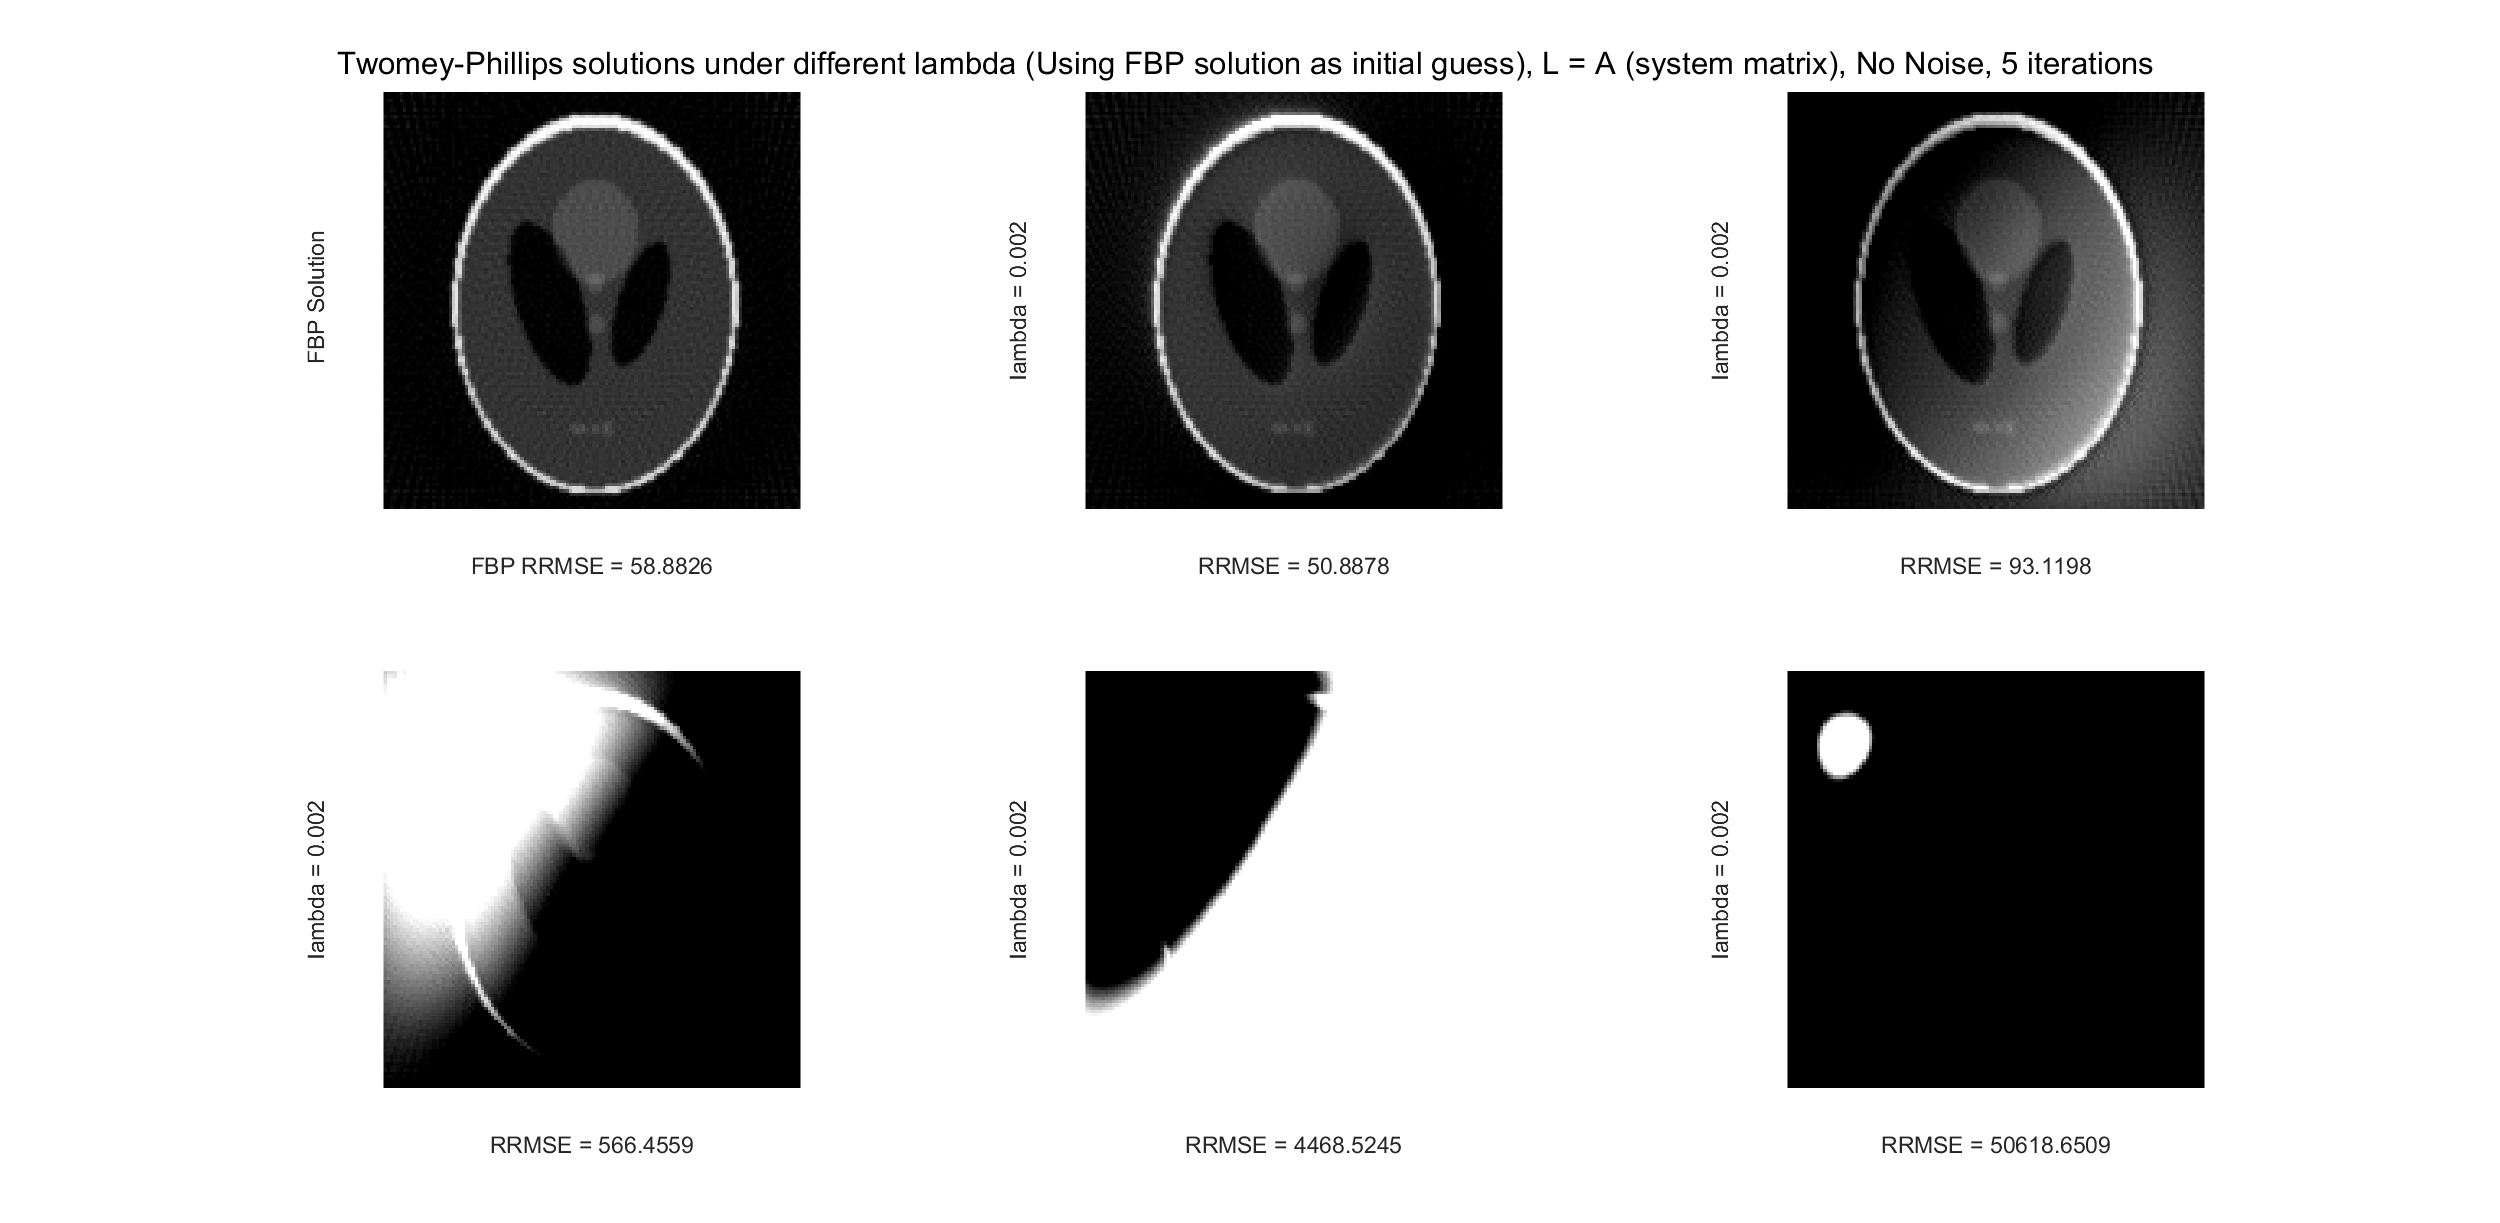 Twomey-Phillips solutions under different lambda (Using FBP solution as initial guess), L = A (system matrix), No Noise, 5 iterations
FBP Solution
lambda = 0.002
lambda = 0.002
FBP RRMSE = 58.8826
RRMSE = 50.8878
RRMSE = 93.1198
lambda = 0.002
lambda = 0.002
lambda = 0.002
RRMSE = 566.4559
RRMSE = 4468.5245
RRMSE = 50618.6509